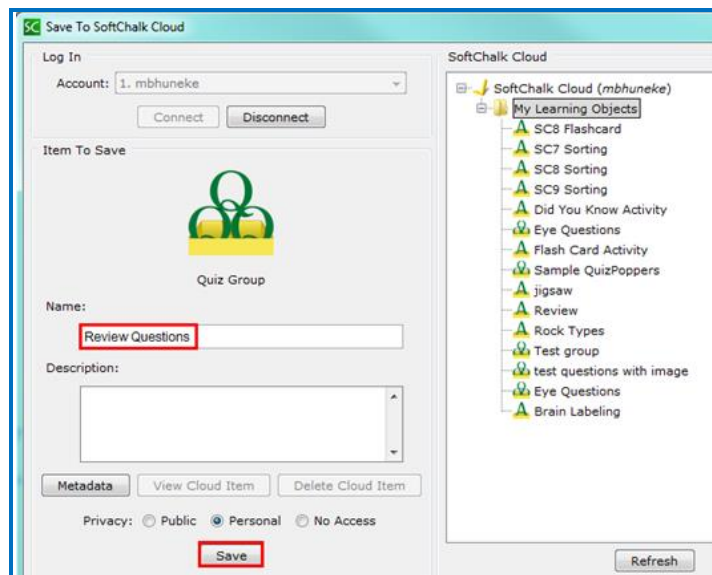 SC Save To SoftChalk Cloud
Log In
Account: 1. mbhuneke
Connect Disconnect
Item To Save
Quiz Group
Name:
Review Questions
Description:
Metadata View Cloud Item Delete Cloud Item
Privacy: Public Personal No Access
Save
SoftChalk Cloud
SoftChalk Cloud (mbhuneke)
My Learning Objects
A SC8 Flashcard
A SC7 Sorting
A SC8 Sorting
A SC9 Sorting
A Did You Know Activity
Eye Questions
A Flash Card Activity
Sample QuizPoppers
A jigsaw
A Review
A Rock Types
Test group
test questions with image
Eye Questions
A Brain Labeling
Refresh